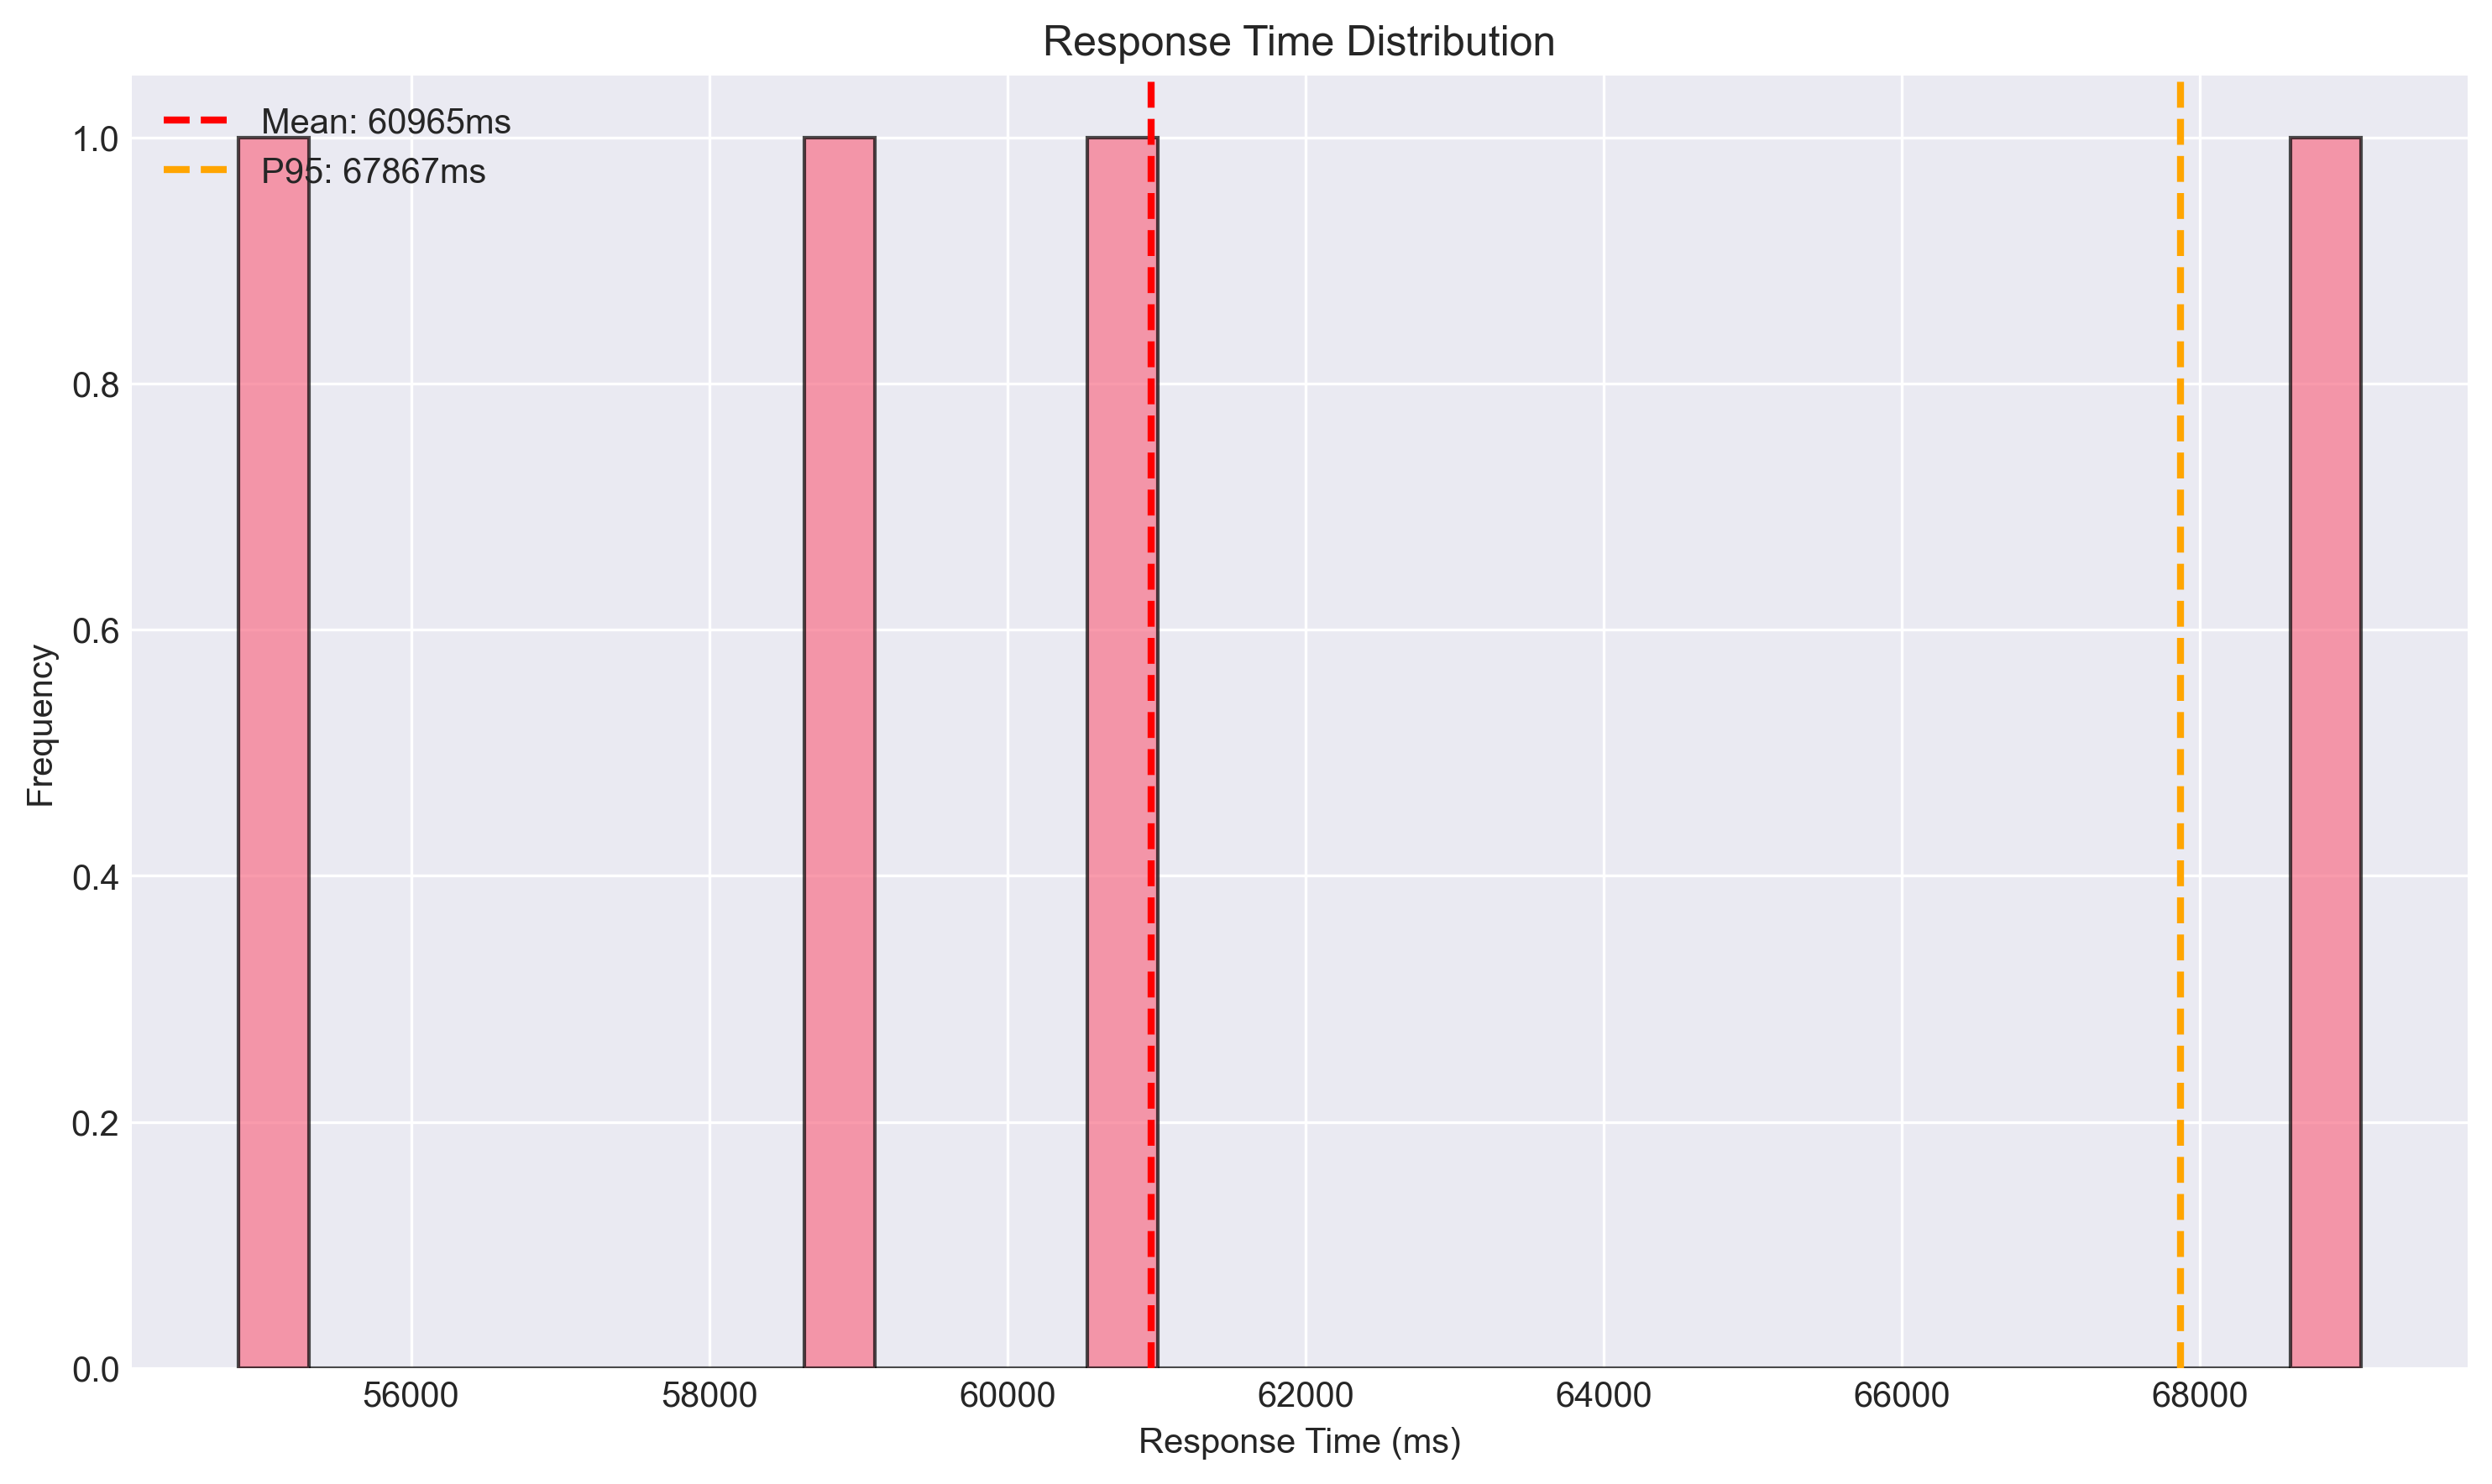 Response Time Distribution
Mean: 60965ms
P95: 67867ms
1.0
0.8
0.6
0.4
0.2
0.0
Frequency
56000 58000 60000 62000 64000 66000 68000
Response Time (ms)